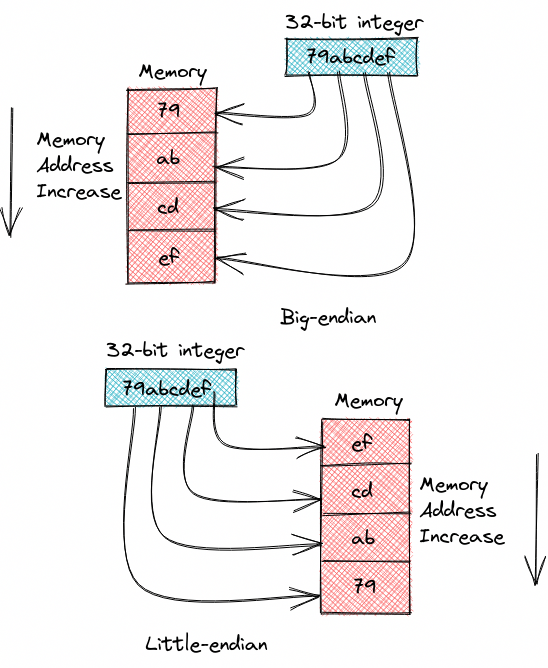 32-bit integer
79abcdef
Memory
79
ab
cd
ef
Memory
Address
Increase
Big-endian
32-bit integer
79abcdef
Memory
ef
cd
ab
79
Memory
Address
Increase
Little-endian